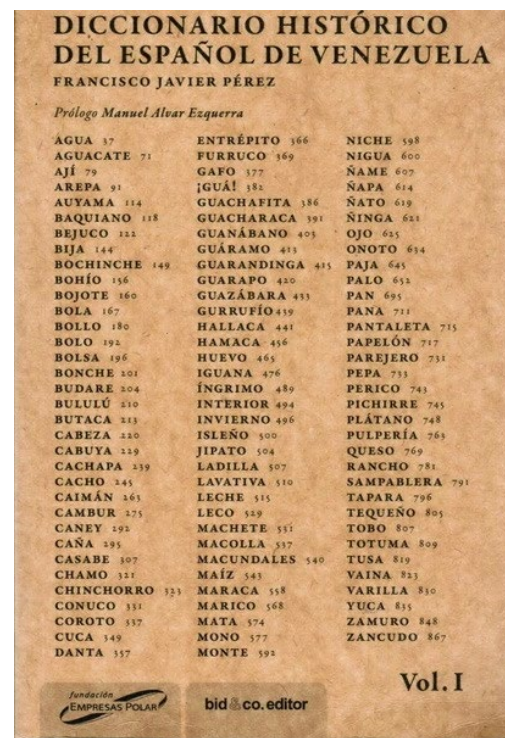 DICCIONARIO HISTÓRICO
DEL ESPAÑOL DE VENEZUELA
FRANCISCO JAVIER PÉREZ
Prólogo Manuel Alvar Ezquerra
AGUA 37
AGUACATE 71
AJÍ 79
AREPA 91
AUYAMA 114
BAQUIANO 118
BEJUCO 122
BIJA 144
BOCHINCHE 149
BOHÍO 156
BOJOTE 160
BOLA 167
BOLLO 180
BOLO 192
BOLSA 196
BONCHE 201
BUDARE 204
BULULÚ 210
BUTACA 213
CABEZA 220
CABUYA 229
CACHAPA 239
CACHO 245
CAIMÁN 263
CAMBUR 275
CANEY 292
CAÑA 295
CASABE 307
CHAMO 321
CHINCHORRO 323
CONUCO 331
COROTO 337
CUCA 349
DANTA 357
ENTRÉPITO 366
FURRUCO 369
GAFO 377
¡GUÁ! 382
GUACHAFITA 386
GUACHARACA 391
GUANÁBANO 403
GUÁRAMO 413
GUARANDINGA 415
GUARAPO 420
GUAZÁBARA 433
GURRUFÍO 439
HALLACA 441
HAMACA 456
HUEVO 465
IGUANA 476
ÍNGRIMO 489
INTERIOR 494
INVIERNO 496
ISLEÑO 500
JIPATO 504
LADILLA 507
LAVATIVA 510
LECHE 515
LECO 529
MACHETE 531
MACOLLA 537
MACUNDALES 540
MAÍZ 543
MARACA 558
MARICO 568
MATA 574
MONO 577
MONTE 592
NICHE 598
NIGUA 600
ÑAME 607
ÑAPA 614
ÑATO 619
ÑINGA 621
OJO 625
ONOTO 634
PAJA 645
PALO 652
PAN 695
PANA 711
PANTALETA 715
PAPELÓN 717
PAREJERO 731
PEPA 733
PERICO 743
PICHIRRE 745
PLÁTANO 748
PULPERÍA 763
QUESO 769
RANCHO 781
SAMPABLERA 791
TAPARA 796
TEQUEÑO 805
TOBO 807
TOTUMA 809
TUSA 819
VAINA 823
VARILLA 830
YUCA 835
ZAMURO 848
ZANCUDO 867
Vol. I
fundación
EMPRESAS POLAR
bid & co. editor